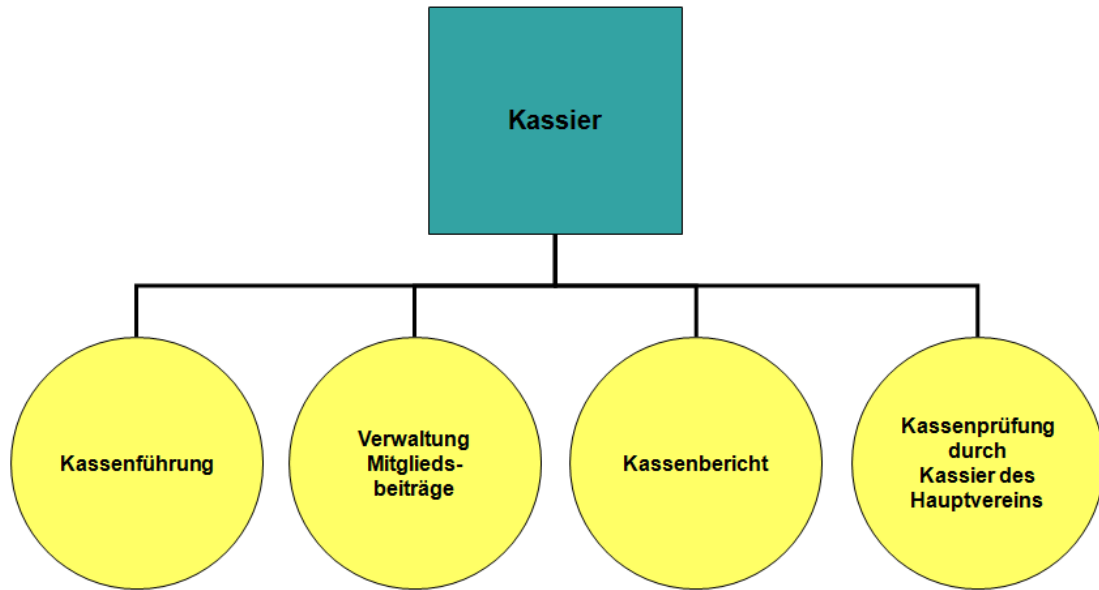 Kassier
Kassenführung
Verwaltung
Mitglieds-
beiträge
Kassenbericht
Kassenprüfung
durch
Kassier des
Hauptvereins